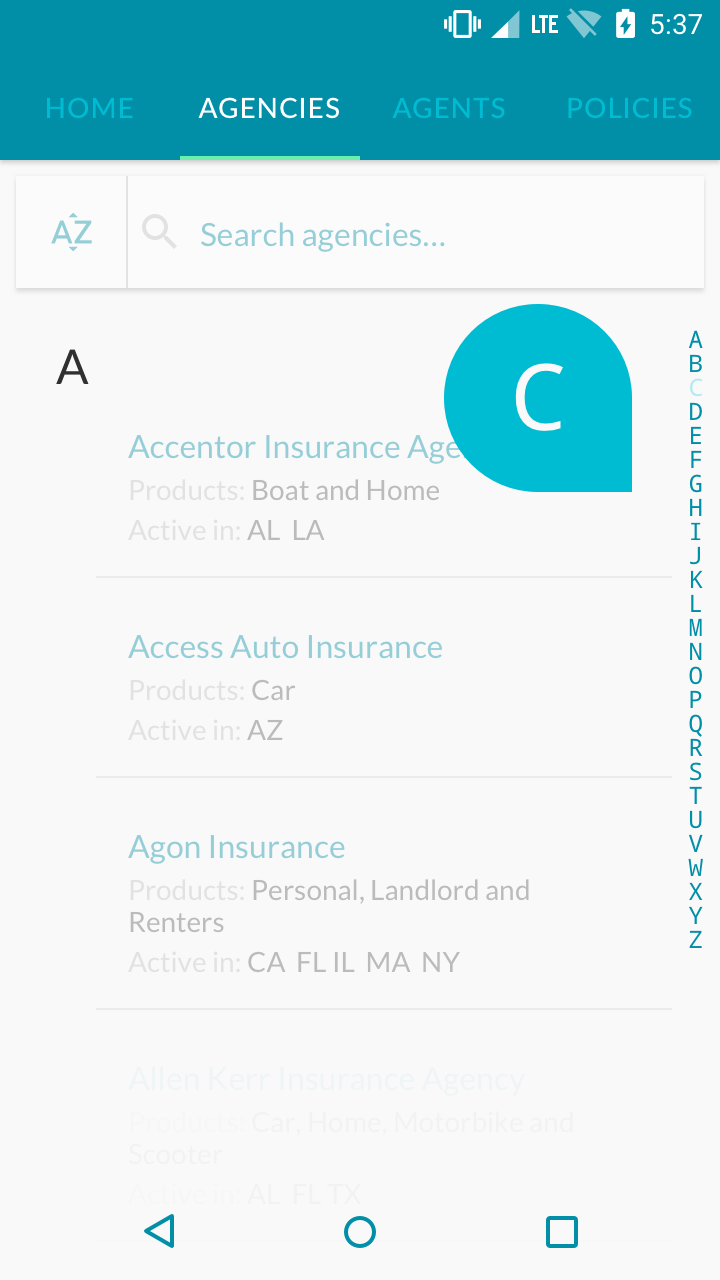 LTE 5:37
HOME AGENCIES AGENTS POLICIES
AZ Search agencies...
A
C
Accentor Insurance Age
Products: Boat and Home
Active in: AL LA
Access Auto Insurance
Products: Car
Active in: AZ
Agon Insurance
Products: Personal, Landlord and
Renters
Active in: CA FL IL MA NY
Allen Kerr Insurance Agency
Products: Car, Home, Motorbike and
Scooter
Active in: AL FL TX
A
B
C
D
E
F
G
H
I
J
K
L
M
N
O
P
Q
R
S
T
U
V
W
X
Y
Z